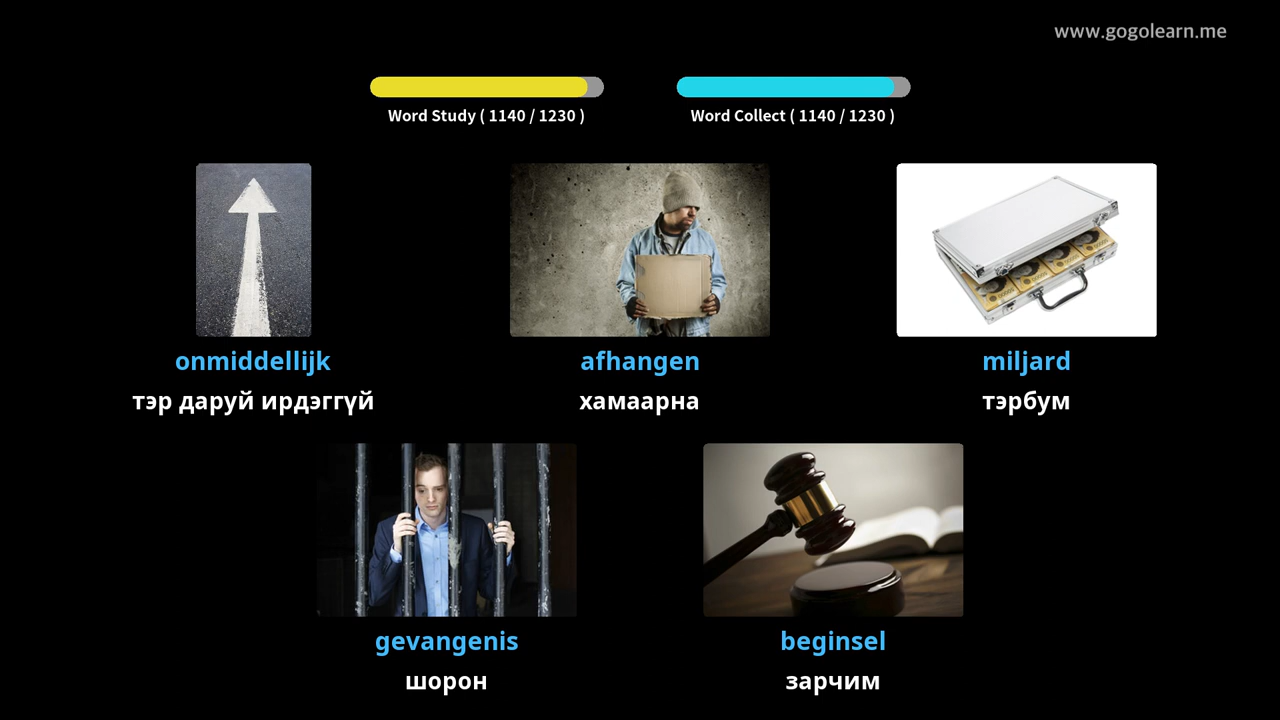 www.gogolearn.me
Word Study ( 1140 / 1230 )
Word Collect ( 1140 / 1230 )
onmiddellijk
afhangen
miljard
тэр даруй ирдэггүй
хамаарна
тэрбум
gevangenis
beginsel
шорон
зарчим